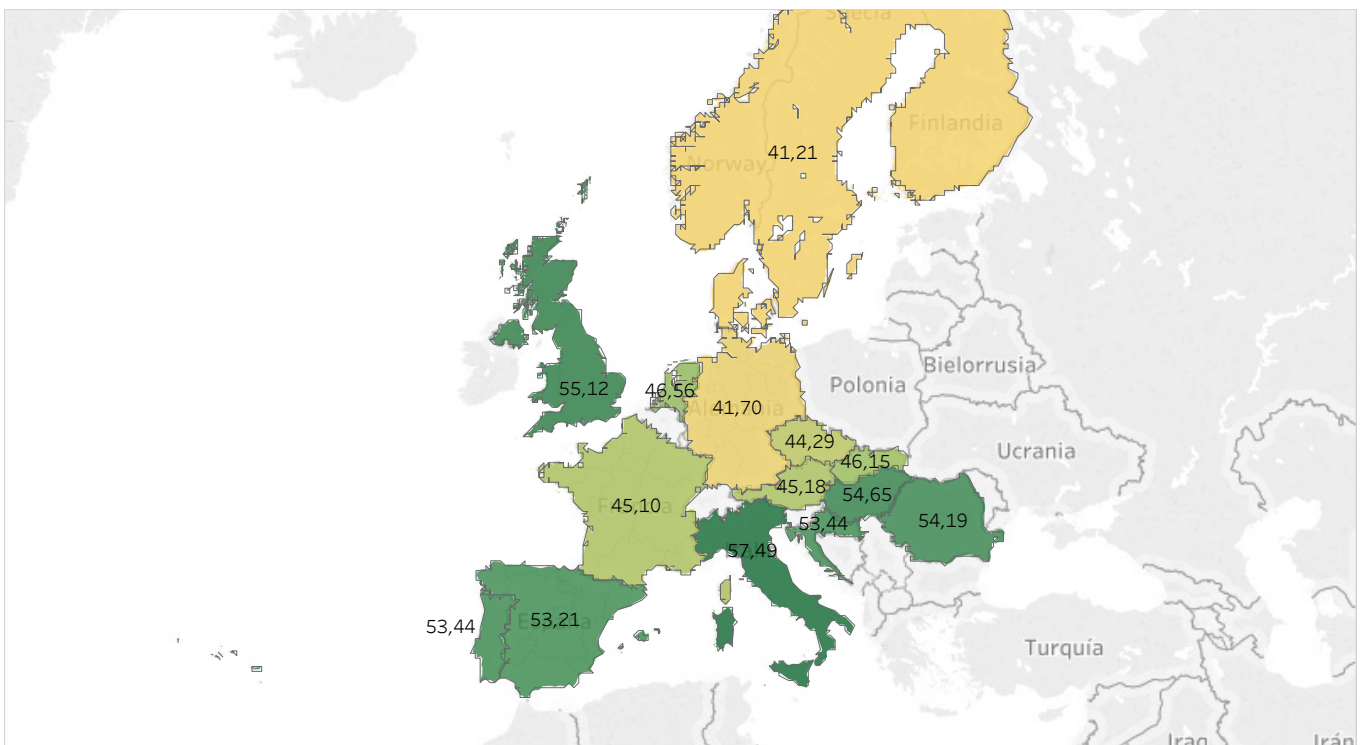 Suecia
Finlandia
Norway
41,21
55,12
46,56
Alemania
41,70
Polonia
Bielorrusia
44,29
46,15
Ucrania
45,18
54,65
45,10
53,44
54,19
57,49
53,44
España
53,21
Turquía
Iraq
Irán